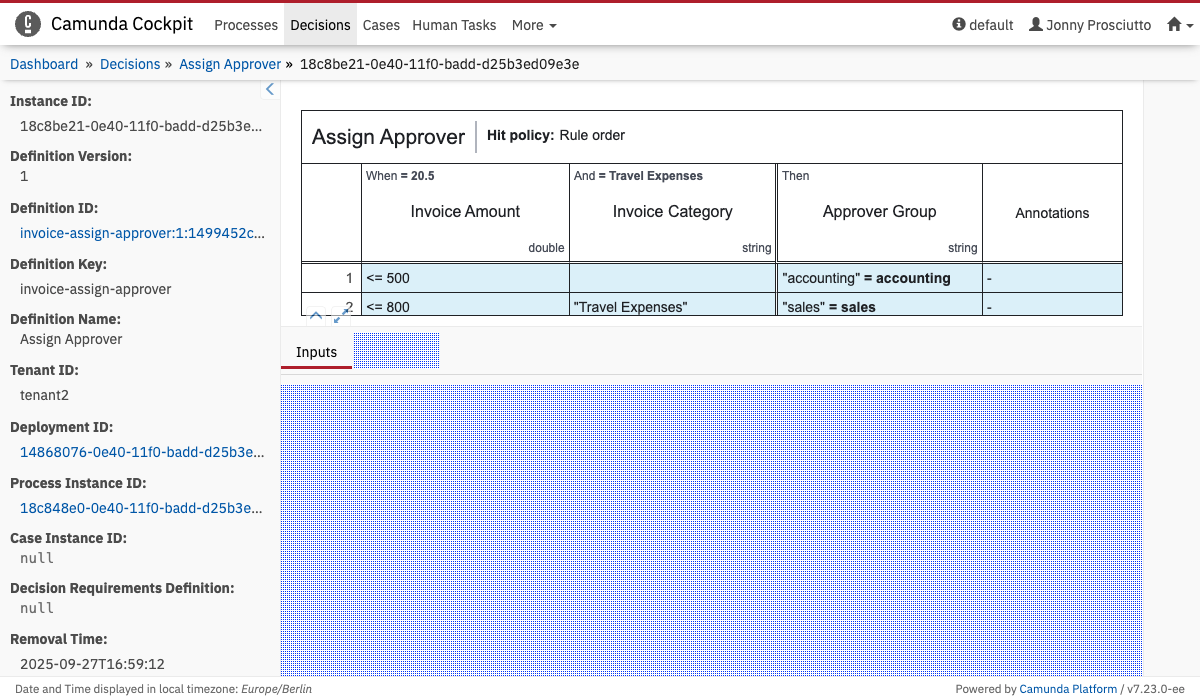 Camunda Cockpit Processes Decisions Cases Human Tasks More default Jonny Prosciutto
Dashboard » Decisions » Assign Approver » 18c8be21-0e40-11f0-badd-d25b3ed09e3e
Instance ID:
18c8be21-0e40-11f0-badd-d25b3e...
Definition Version:
1
Definition ID:
invoice-assign-approver:1:1499452c...
Definition Key:
invoice-assign-approver
Definition Name:
Assign Approver
Tenant ID:
tenant2
Deployment ID:
14868076-0e40-11f0-badd-d25b3e...
Process Instance ID:
18c848e0-0e40-11f0-badd-d25b3e...
Case Instance ID:
null
Decision Requirements Definition:
null
Removal Time:
2025-09-27T16:59:12
Assign Approver Hit policy: Rule order
When = 20.5 And = Travel Expenses Then
Invoice Amount Invoice Category Approver Group Annotations
double string string
1 <= 500 "accounting" = accounting -
2 <= 800 "Travel Expenses" "sales" = sales -
Inputs
Date and Time displayed in local timezone: Europe/Berlin
Powered by Camunda Platform / v7.23.0-ee